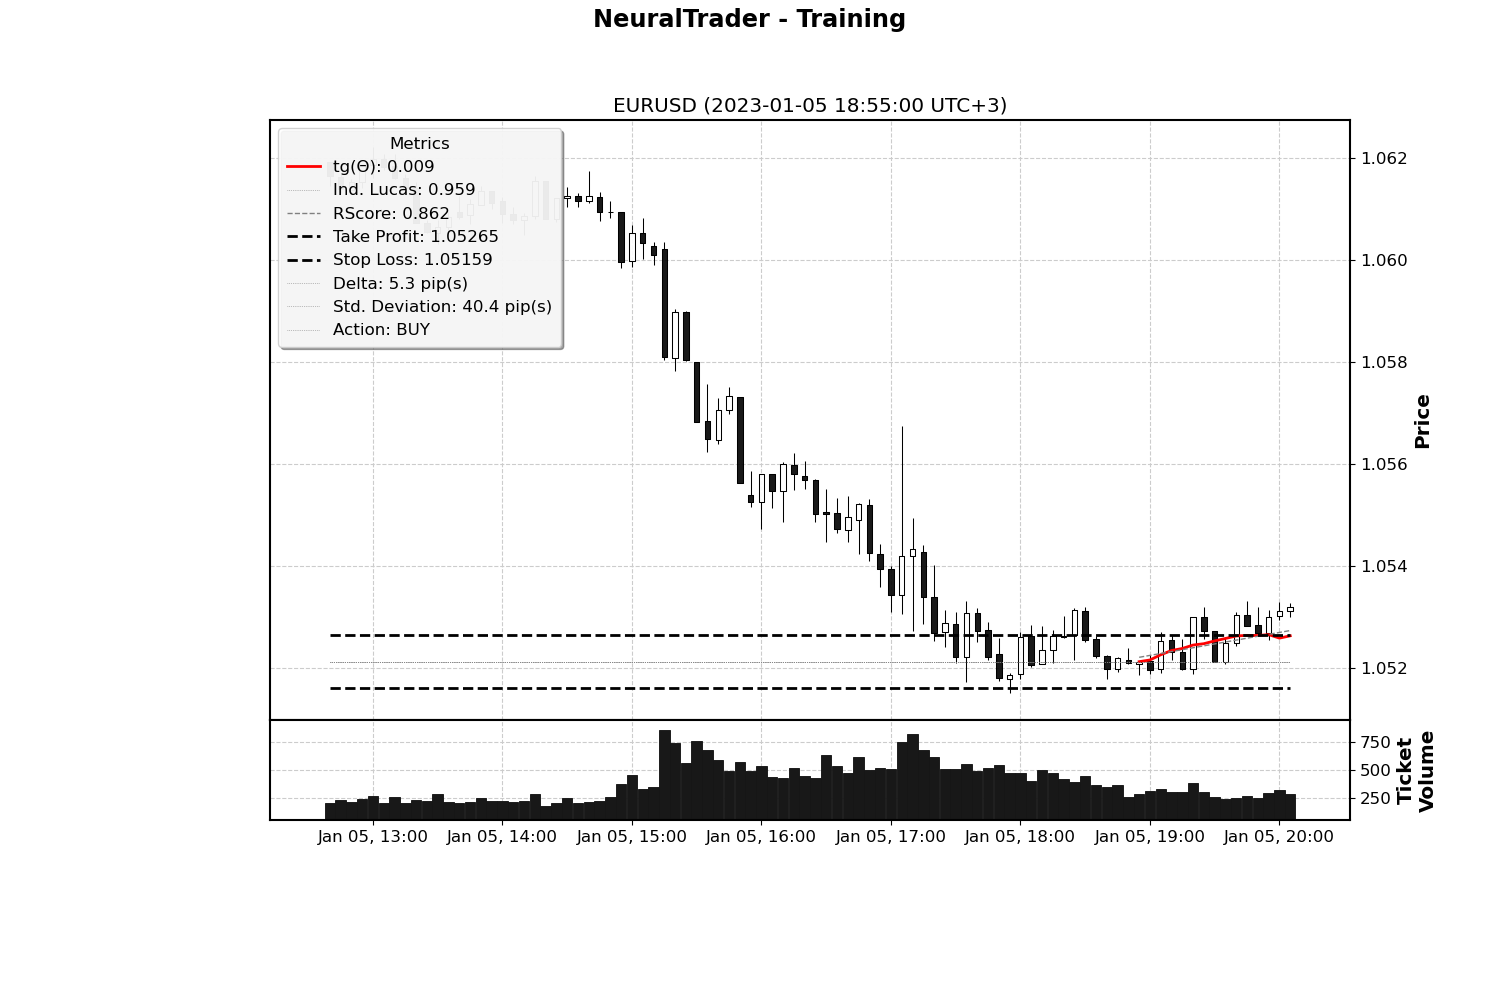 NeuralTrader - Training
EURUSD (2023-01-05 18:55:00 UTC+3)
Metrics
tg(Θ): 0.009
Ind. Lucas: 0.959
RScore: 0.862
Take Profit: 1.05265
Stop Loss: 1.05159
Delta: 5.3 pip(s)
Std. Deviation: 40.4 pip(s)
Action: BUY
1.062
1.060
1.058
1.056
1.054
1.052
Price
750
500
250
Ticket
Volume
Jan 05, 13:00
Jan 05, 14:00
Jan 05, 15:00
Jan 05, 16:00
Jan 05, 17:00
Jan 05, 18:00
Jan 05, 19:00
Jan 05, 20:00